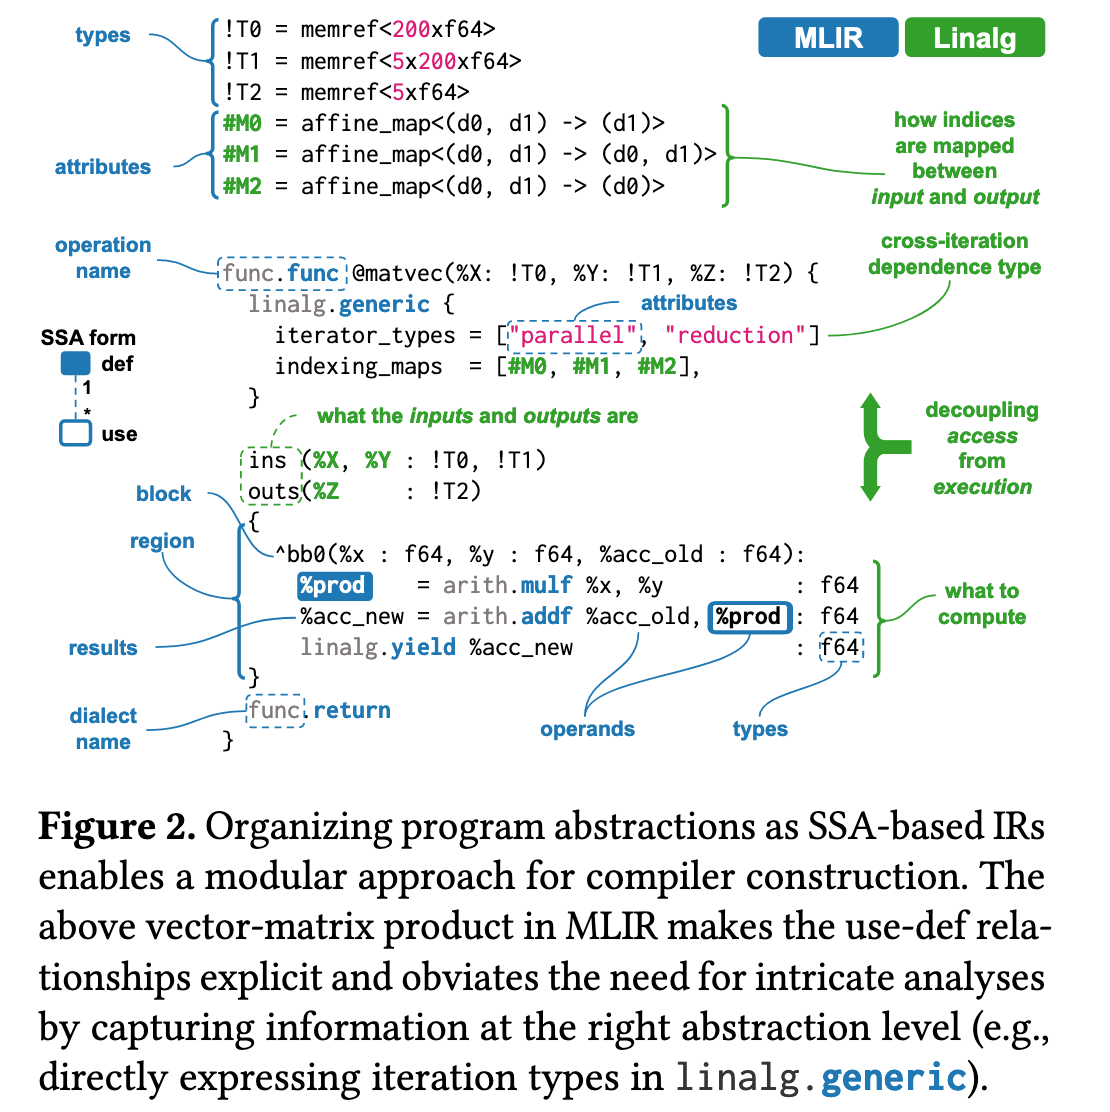 types
!T0 = memref<200xf64>
!T1 = memref<5x200xf64>
!T2 = memref<5xf64>
MLIR
Linalg
attributes
#M0 = affine_map<(d0, d1) -> (d1)>
#M1 = affine_map<(d0, d1) -> (d0, d1)>
#M2 = affine_map<(d0, d1) -> (d0)>
how indices
are mapped
between
input and output
operation
name
cross-iteration
dependence type
func.func @matvec(%X: !T0, %Y: !T1, %Z: !T2) {
linalg.generic {
attributes
iterator_types = ["parallel", "reduction"]
indexing_maps = [#M0, #M1, #M2],
}
SSA form
def
1
*
use
what the inputs and outputs are
decoupling
access
from
execution
ins (%X, %Y : !T0, !T1)
outs(%Z : !T2)
block
region
{
^bb0(%x : f64, %y : f64, %acc_old : f64):
%prod = arith.mulf %x, %y : f64
%acc_new = arith.addf %acc_old, %prod : f64
linalg.yield %acc_new : f64
}
what to
compute
results
operands
types
dialect
name
func.return
}
Figure 2. Organizing program abstractions as SSA-based IRs
enables a modular approach for compiler construction. The
above vector-matrix product in MLIR makes the use-def rela-
tionships explicit and obviates the need for intricate analyses
by capturing information at the right abstraction level (e.g.,
directly expressing iteration types in linalg.generic).